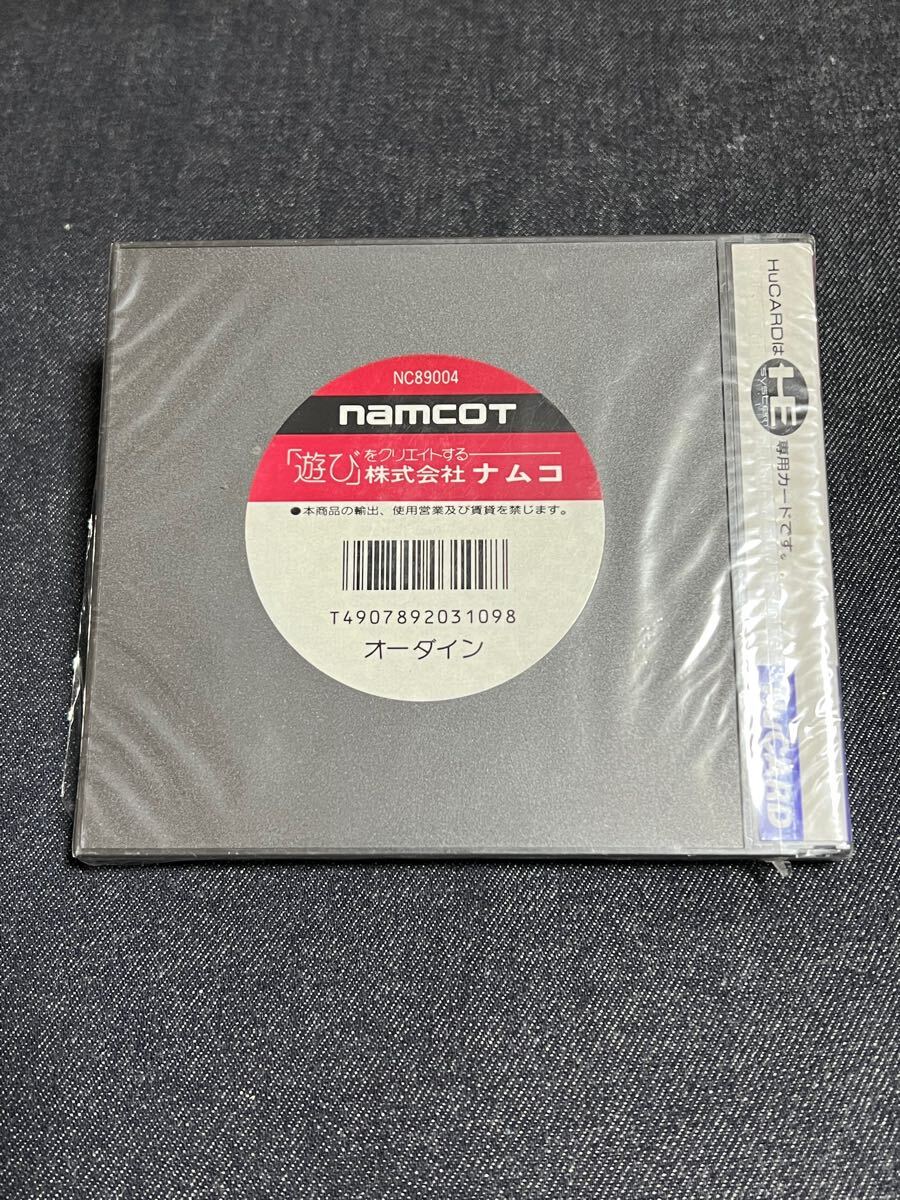 NC89004
namcot
「遊び」をクリエイトする
株式会社ナムコ
●本商品の輸出、使用営業及び賃貸を禁じます。
T4907892031098
オーダイン
HuCARDは HE SYSTEM 専用カードです。
HuCARD